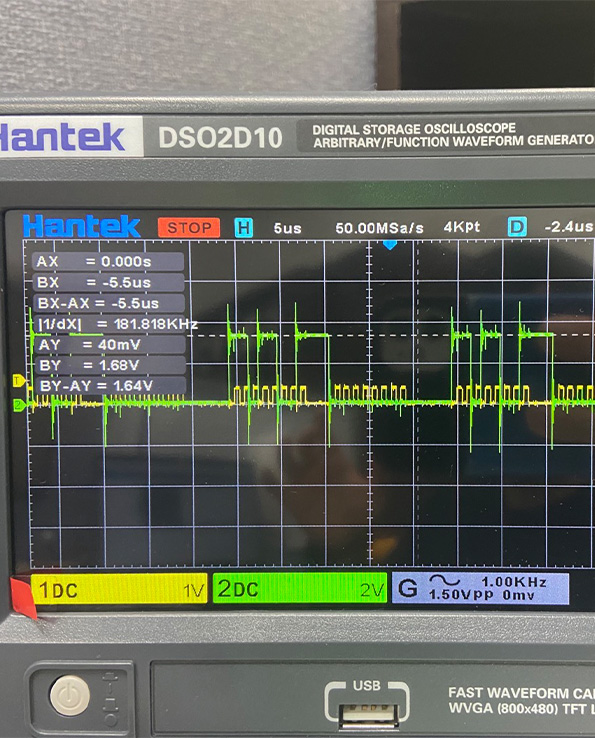 Hantek DSO2D10 DIGITAL STORAGE OSCILLOSCOPE
ARBITRARY/FUNCTION WAVEFORM GENERATO
Hantek STOP H 5us 50.00MSa/s 4Kpt D -2.4us
AX = 0.000s
BX = -5.5us
BX-AX = -5.5us
|1/dX| = 181.818KHz
AY = 40mV
BY = 1.68V
BY-AY = 1.64V
T
2
1DC 1V 2DC 2V G 1.00KHz
1.50Vpp 0mv
USB
FAST WAVEFORM CA
WVGA (800x480) TFT L